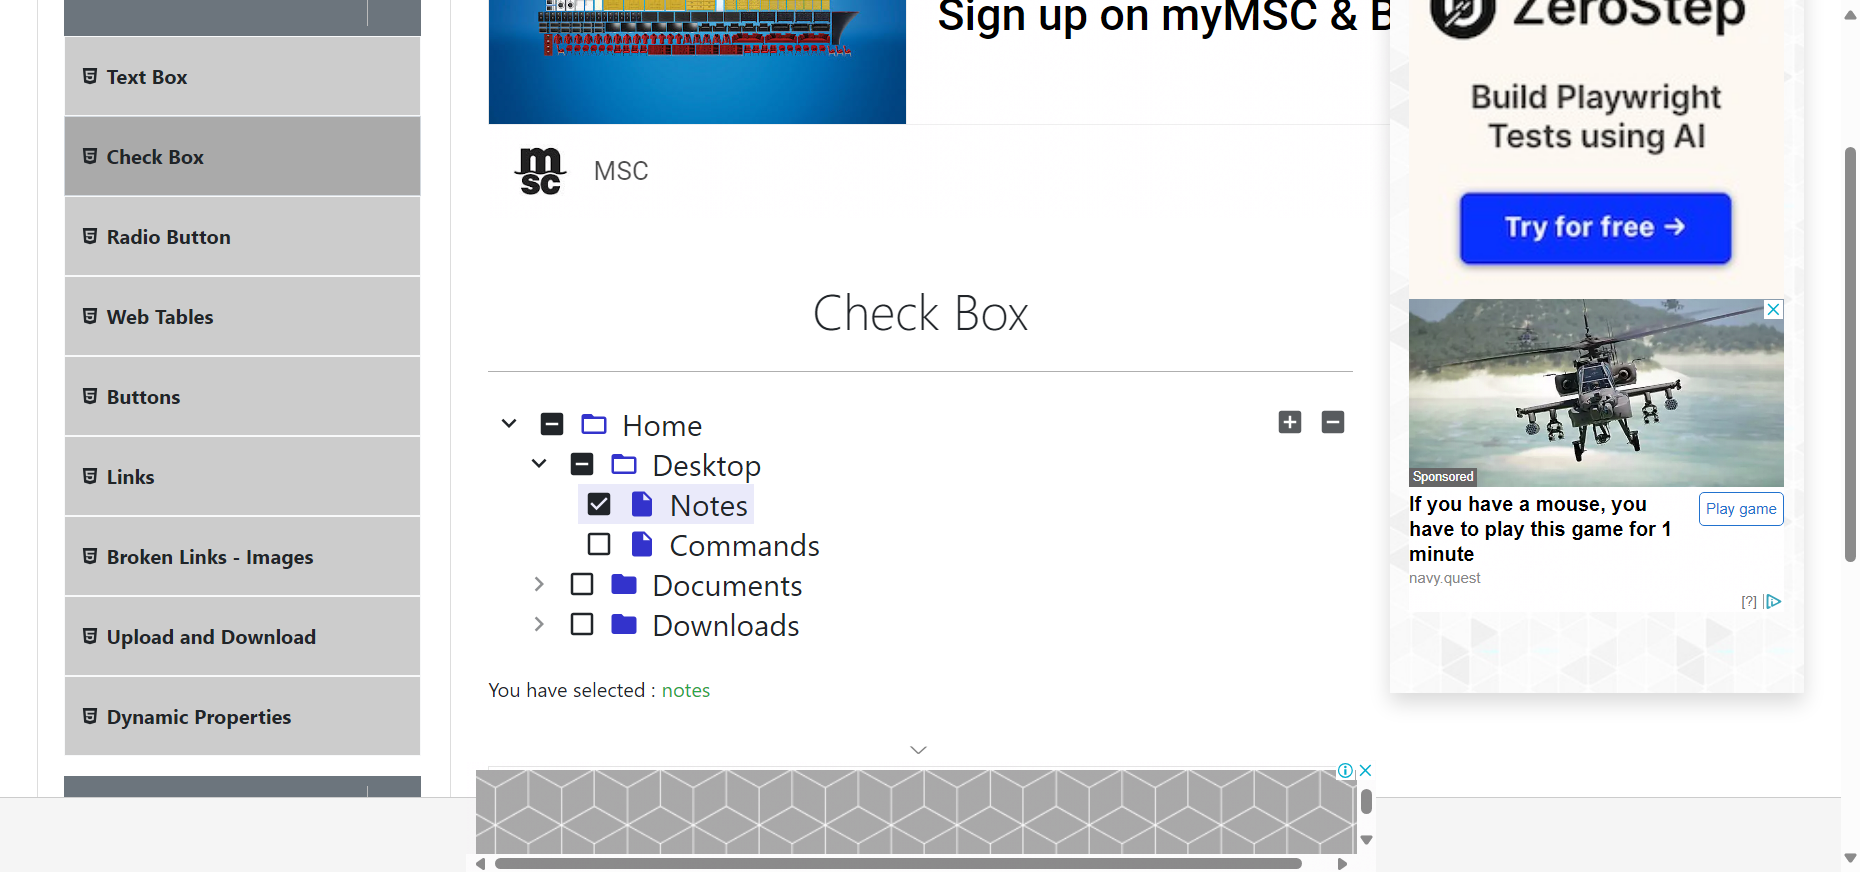 Text Box
Check Box
Radio Button
Web Tables
Buttons
Links
Broken Links - Images
Upload and Download
Dynamic Properties
Sign up on myMSC & B
msc MSC
Check Box
Home
Desktop
Notes
Commands
Documents
Downloads
You have selected : notes
ZeroStep
Build Playwright
Tests using AI
Try for free →
Sponsored
If you have a mouse, you
have to play this game for 1
minute
Play game
navy.quest
[?]